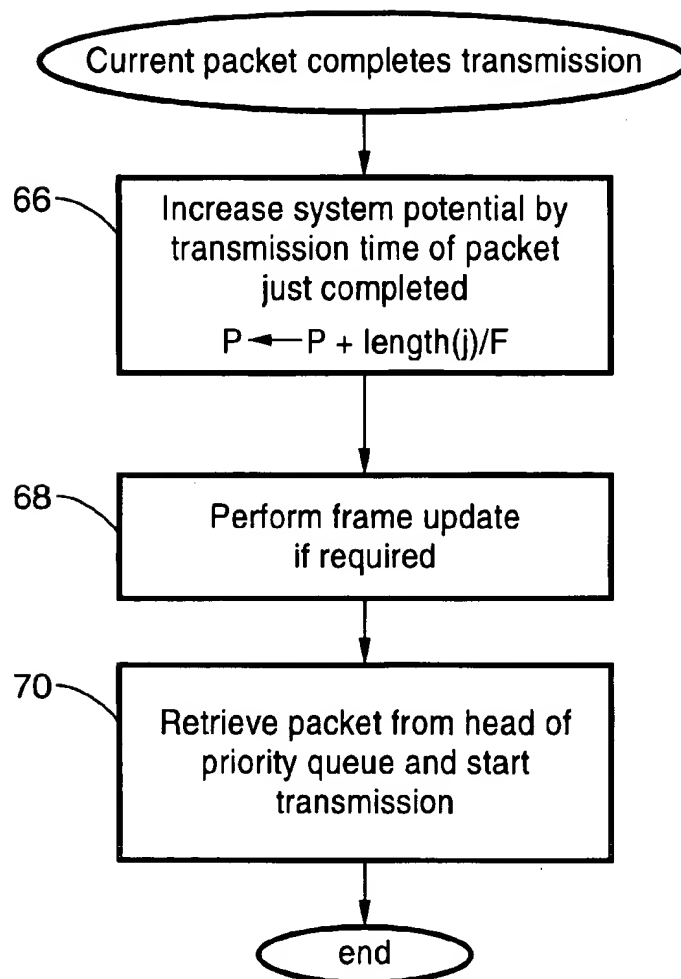 Current packet completes transmission
66
Increase system potential by
transmission time of packet
just completed
P ← P + length(j)/F
68
Perform frame update
if required
70
Retrieve packet from head of
priority queue and start
transmission
end